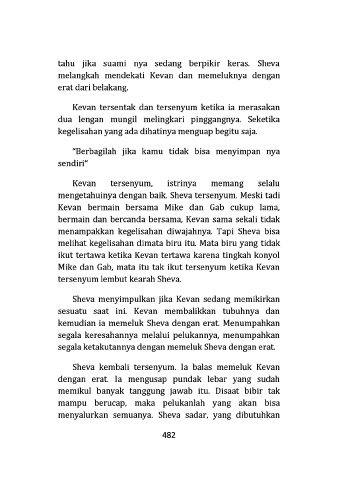 tahu jika suami nya sedang berpikir keras. Sheva
melangkah mendekati Kevan dan memeluknya dengan
erat dari belakang.
Kevan tersentak dan tersenyum ketika ia merasakan
dua lengan mungil melingkari pinggangnya. Seketika
kegelisahan yang ada dihatinya menguap begitu saja.
"Berbagilah jika kamu tidak bisa menyimpan nya
sendiri"
Kevan tersenyum, istrinya memang selalu
mengetahuinya dengan baik. Sheva tersenyum. Meski tadi
Kevan bermain bersama Mike dan Gab cukup lama,
bermain dan bercanda bersama, Kevan sama sekali tidak
menampakkan kegelisahan diwajahnya. Tapi Sheva bisa
melihat kegelisahan dimata biru itu. Mata biru yang tidak
ikut tertawa ketika Kevan tertawa karena tingkah konyol
Mike dan Gab, mata itu tak ikut tersenyum ketika Kevan
tersenyum lembut kearah Sheva.
Sheva menyimpulkan jika Kevan sedang memikirkan
sesuatu saat ini. Kevan membalikkan tubuhnya dan
kemudian ia memeluk Sheva dengan erat. Menumpahkan
segala keresahannya melalui pelukannya, menumpahkan
segala ketakutannya dengan memeluk Sheva dengan erat.
Sheva kembali tersenyum. Ia balas memeluk Kevan
dengan erat. Ia mengusap pundak lebar yang sudah
memikul banyak tanggung jawab itu. Disaat bibir tak
mampu berucap, maka pelukanlah yang akan bisa
menyalurkan semuanya. Sheva sadar, yang dibutuhkan
482